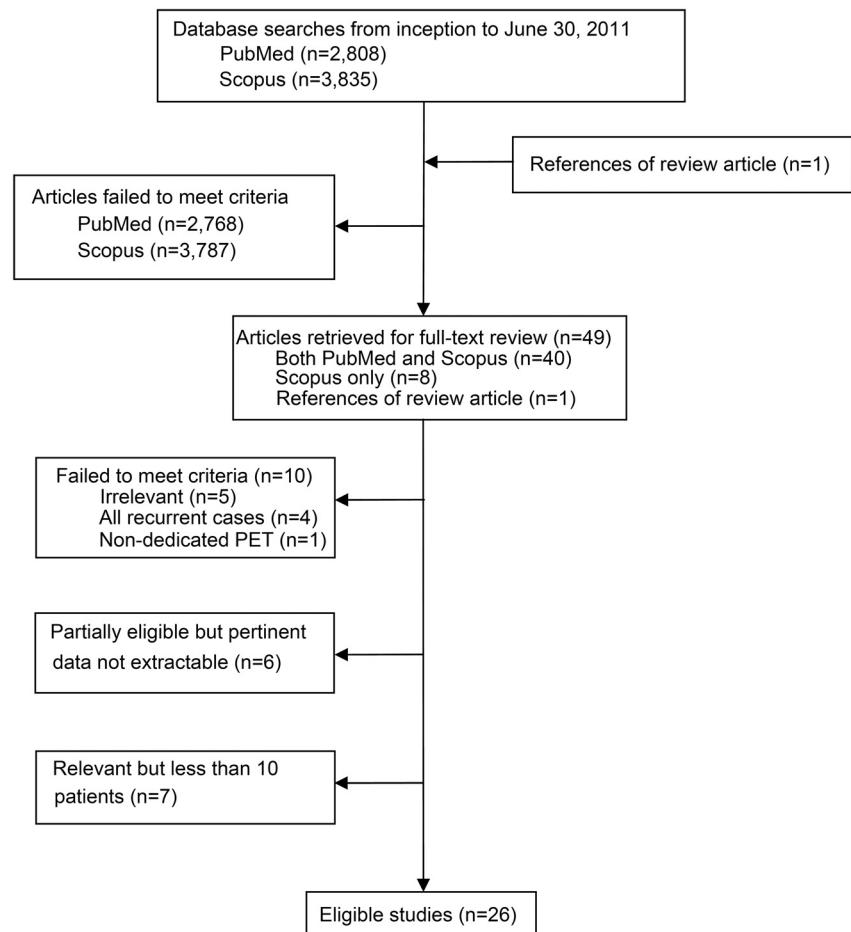 Database searches from inception to June 30, 2011
PubMed (n=2,808)
Scopus (n=3,835)
References of review article (n=1)
Articles failed to meet criteria
PubMed (n=2,768)
Scopus (n=3,787)
Articles retrieved for full-text review (n=49)
Both PubMed and Scopus (n=40)
Scopus only (n=8)
References of review article (n=1)
Failed to meet criteria (n=10)
Irrelevant (n=5)
All recurrent cases (n=4)
Non-dedicated PET (n=1)
Partially eligible but pertinent
data not extractable (n=6)
Relevant but less than 10
patients (n=7)
Eligible studies (n=26)